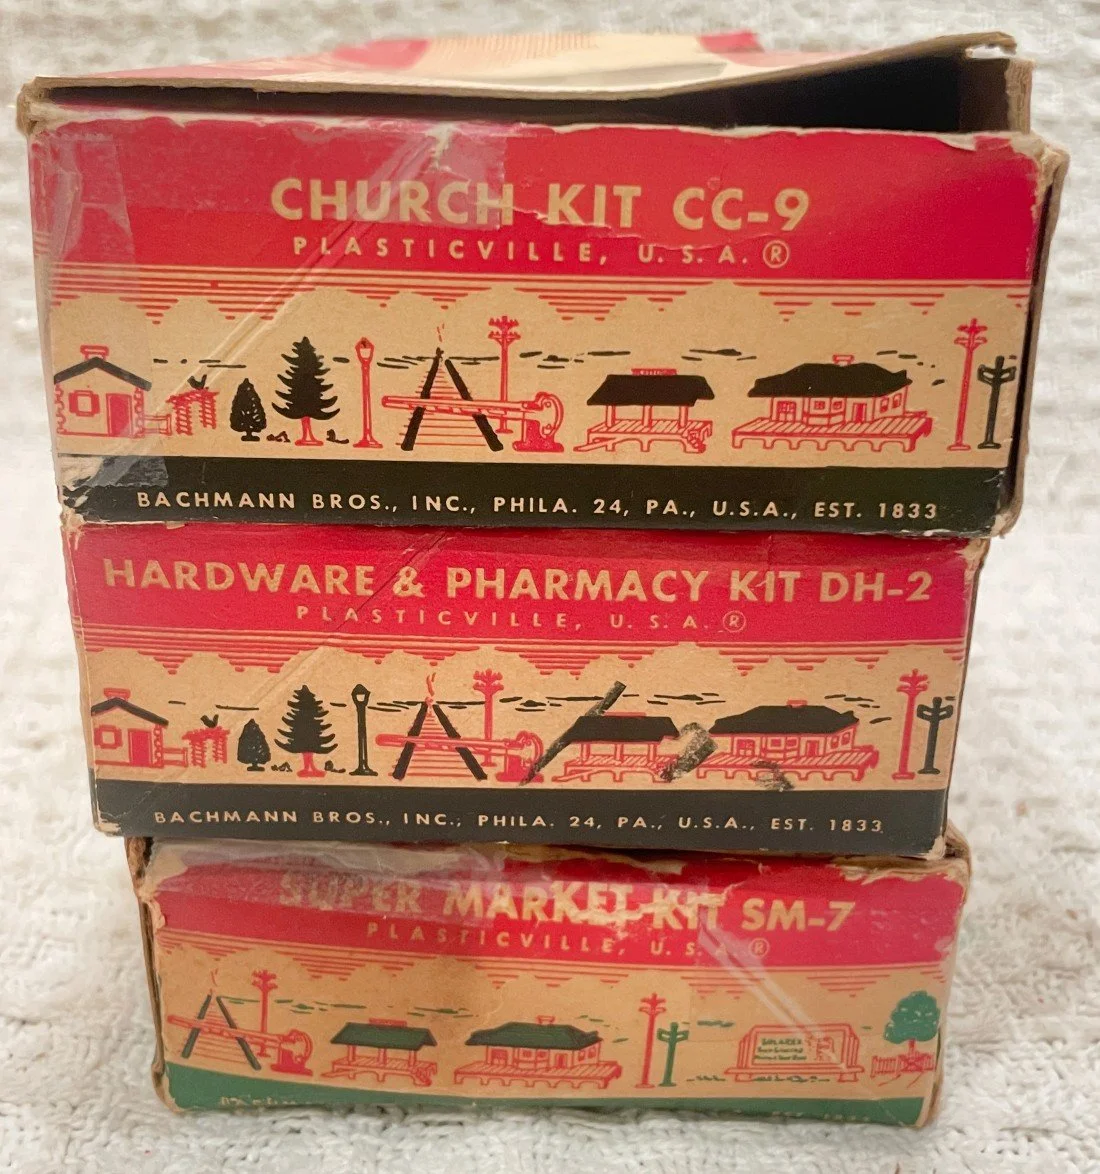 CHURCH KIT CC-9
PLASTICVILLE, U.S.A.®
BACHMANN BROS., INC., PHILA. 24, PA., U.S.A., EST. 1833
HARDWARE & PHARMACY KIT DH-2
PLASTICVILLE, U.S.A.®
BACHMANN BROS., INC., PHILA. 24, PA., U.S.A., EST. 1833
SUPER MARKET KIT SM-7
PLASTICVILLE, U.S.A.®